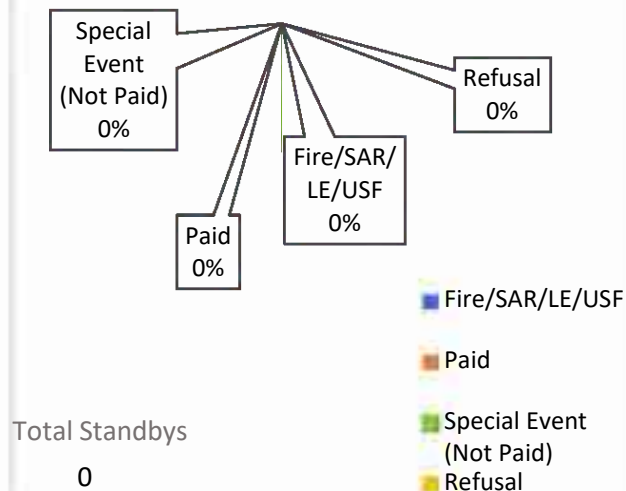 Special
Event
(Not Paid)
0%
Refusal
0%
Fire/SAR/
LE/USF
0%
Paid
0%
Fire/SAR/LE/USF
Paid
Special Event
(Not Paid)
Refusal
Total Standbys
0